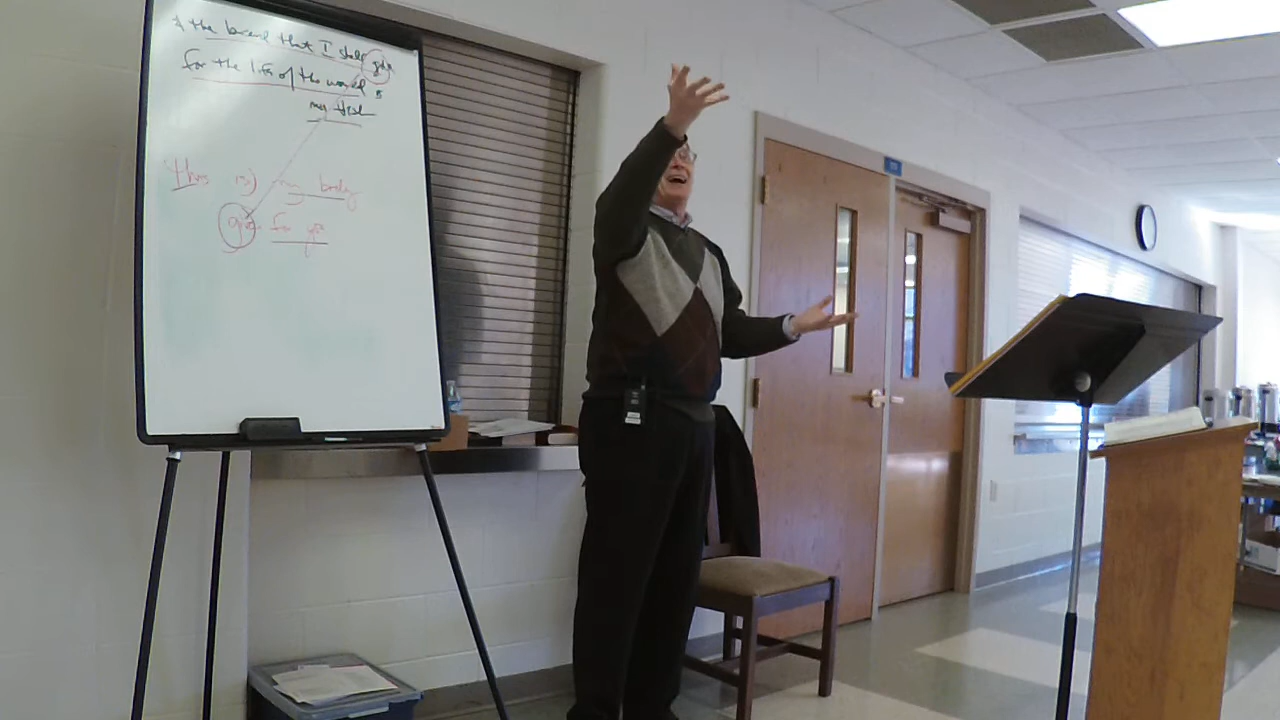 & the bread that I shall give
for the life of the world is
my flesh
this is) my body
given for you